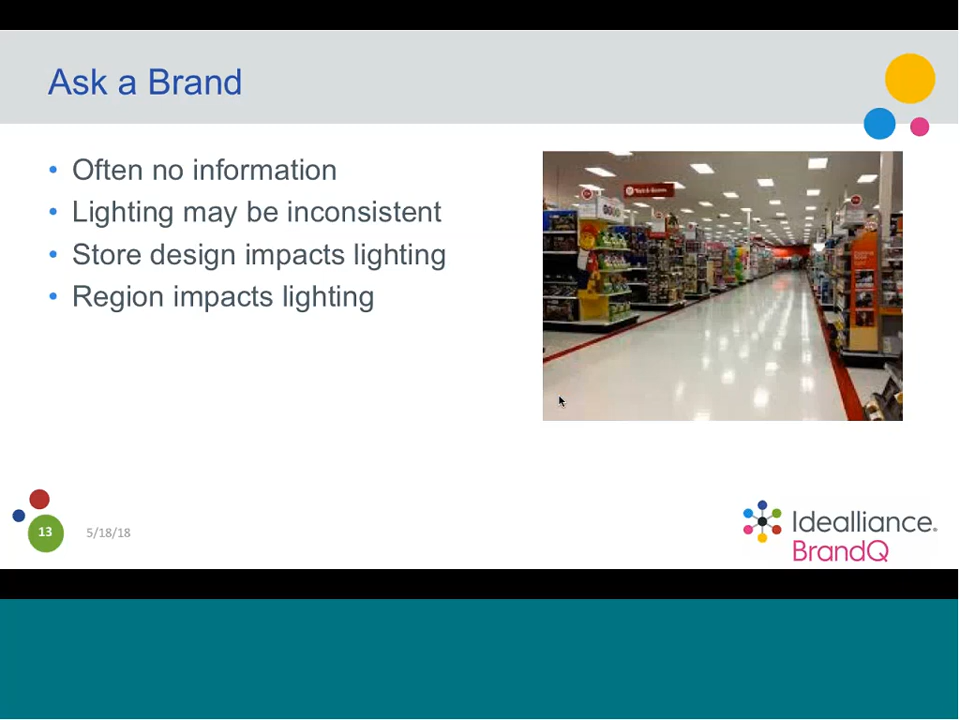 Ask a Brand
• Often no information
• Lighting may be inconsistent
• Store design impacts lighting
• Region impacts lighting
13
5/18/18
Idealliance.
BrandQ